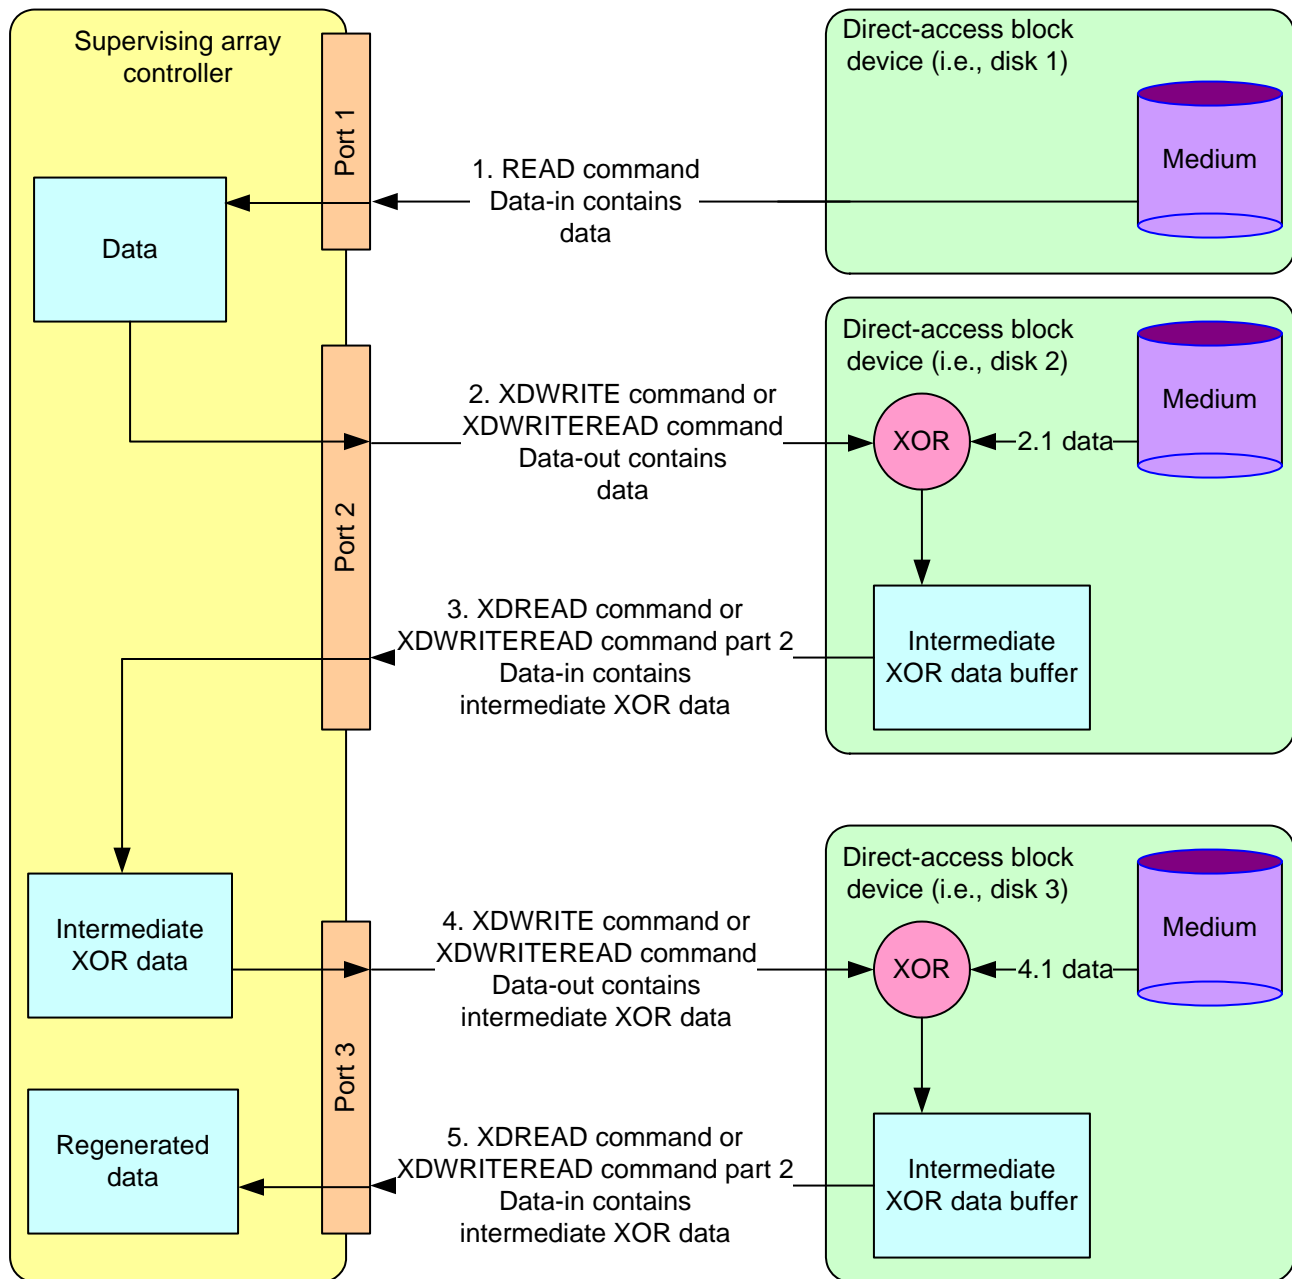 Supervising array
controller
Port 1
Data
1. READ command
Data-in contains
data
Direct-access block
device (i.e., disk 1)
Medium
Port 2
2. XDWRITE command or
XDWRITEREAD command
Data-out contains
data
Direct-access block
device (i.e., disk 2)
XOR
2.1 data
Medium
3. XDREAD command or
XDWRITEREAD command part 2
Data-in contains
intermediate XOR data
Intermediate
XOR data buffer
Intermediate
XOR data
Port 3
4. XDWRITE command or
XDWRITEREAD command
Data-out contains
intermediate XOR data
Direct-access block
device (i.e., disk 3)
XOR
4.1 data
Medium
Regenerated
data
5. XDREAD command or
XDWRITEREAD command part 2
Data-in contains
intermediate XOR data
Intermediate
XOR data buffer